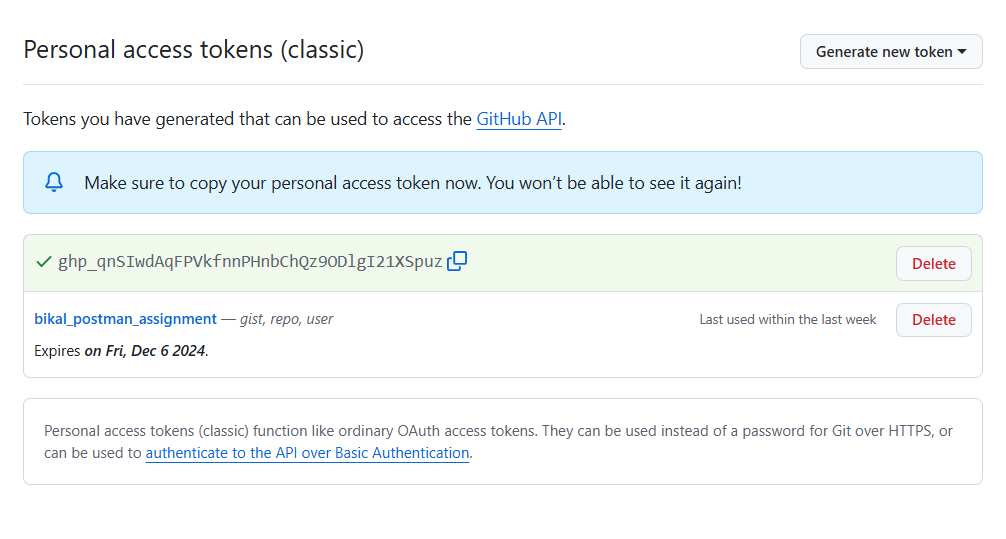 Personal access tokens (classic)
Generate new token
Tokens you have generated that can be used to access the GitHub API.
Make sure to copy your personal access token now. You won’t be able to see it again!
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
Delete
bikal_postman_assignment — gist, repo, user
Last used within the last week
Delete
Expires on Fri, Dec 6 2024.
Personal access tokens (classic) function like ordinary OAuth access tokens. They can be used instead of a password for Git over HTTPS, or
can be used to authenticate to the API over Basic Authentication.